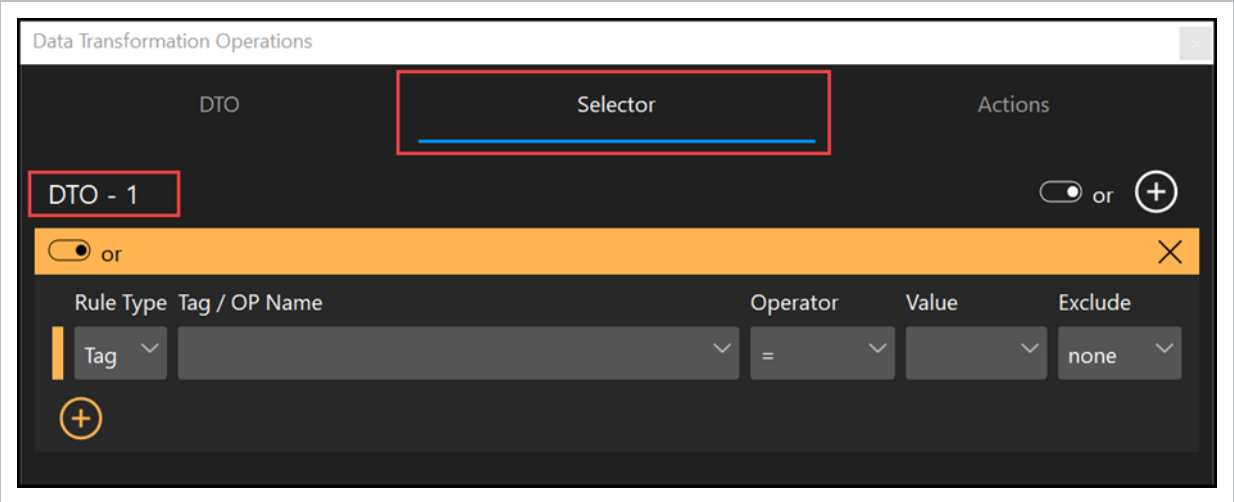 Data Transformation Operations
DTO Selector Actions
DTO - 1 or
or
Rule Type Tag / OP Name Operator Value Exclude
Tag = none